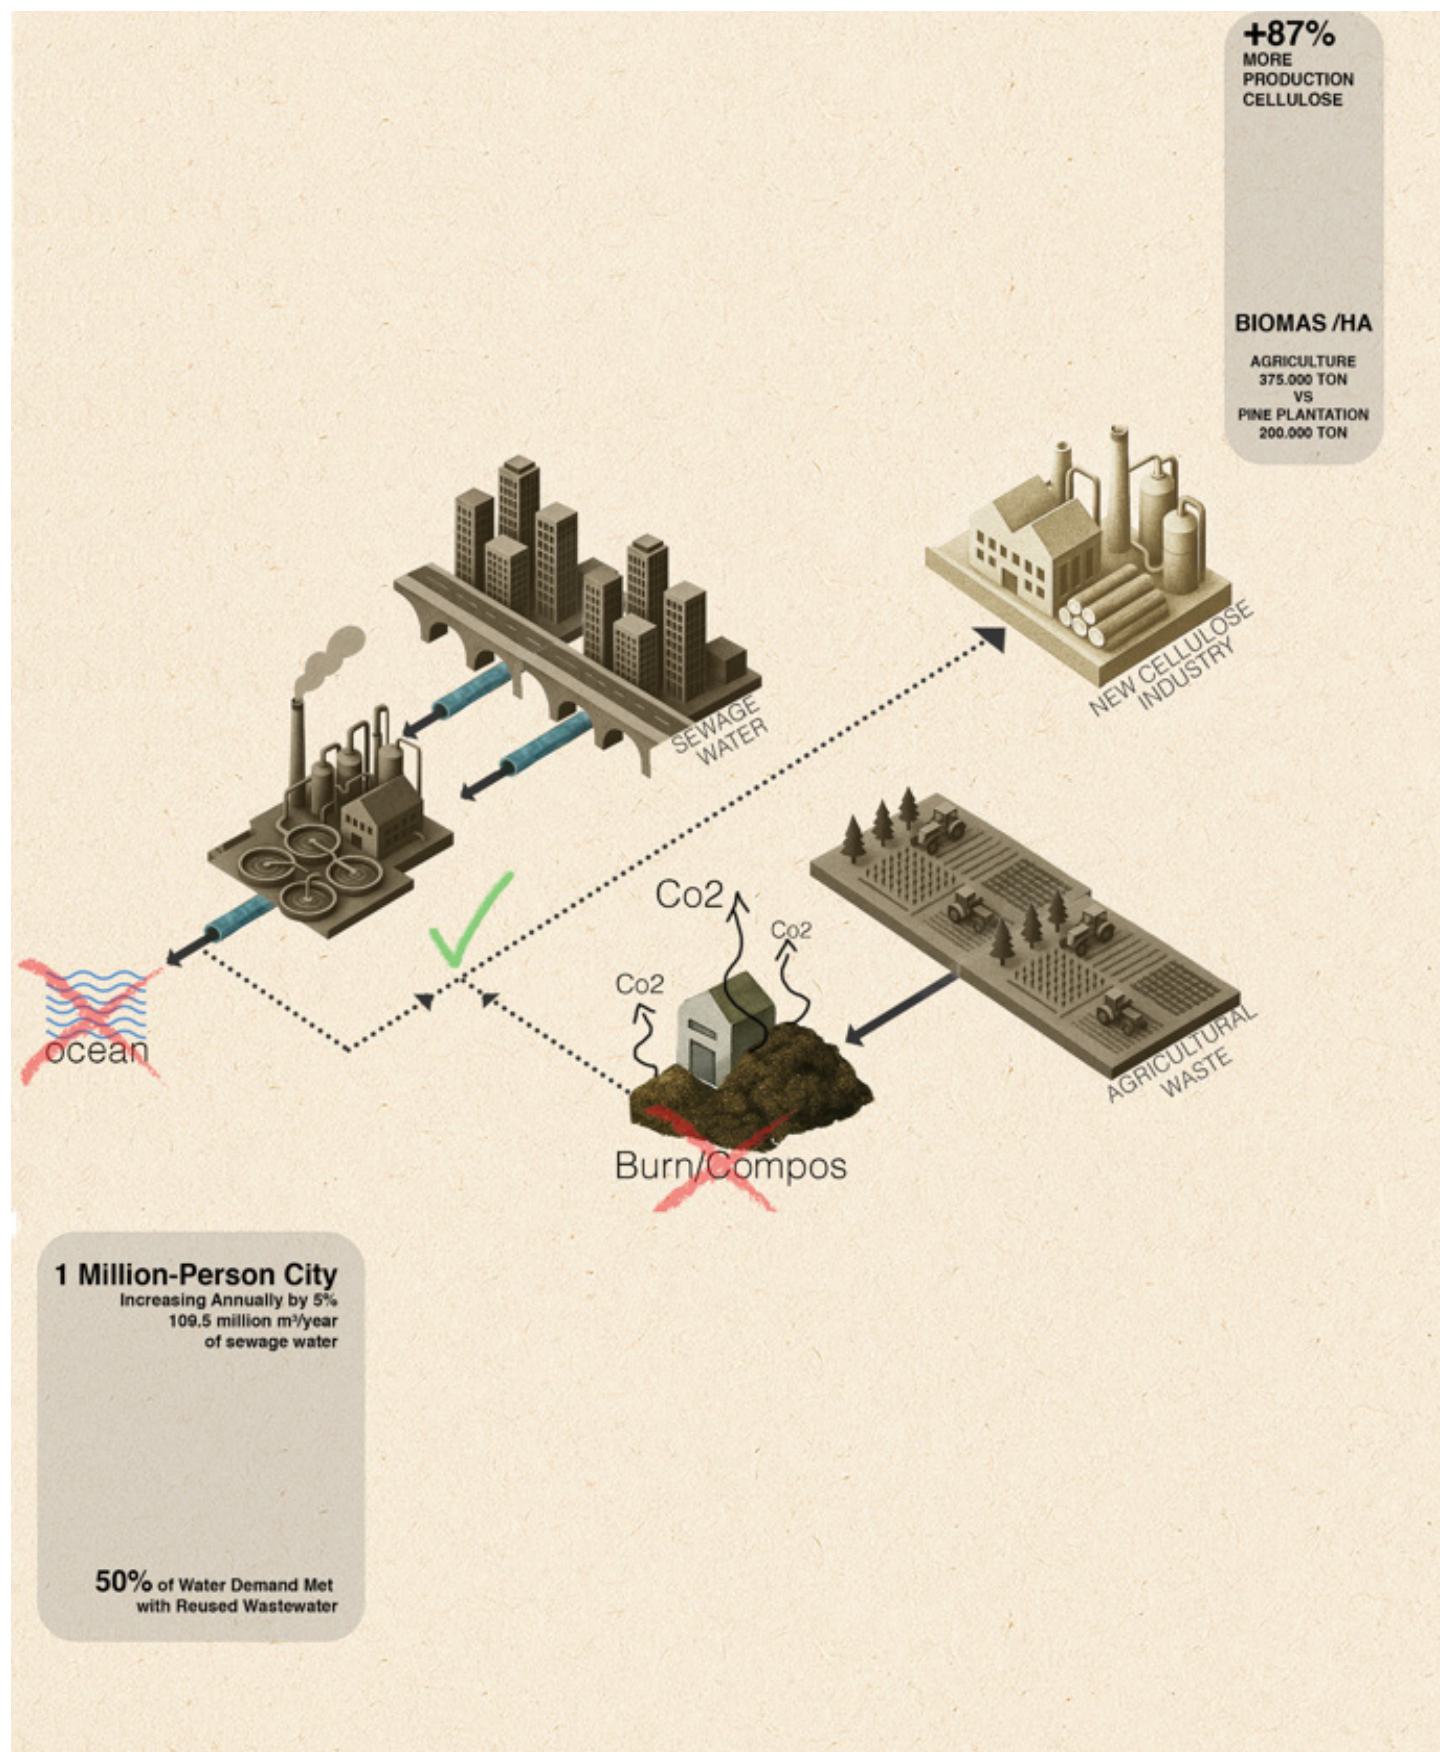 +87%
MORE
PRODUCTION
CELLULOSE
BIOMAS /HA
AGRICULTURE
375.000 TON
VS
PINE PLANTATION
200.000 TON
NEW CELLULOSE
INDUSTRY
SEWAGE
WATER
Co2
Co2
Co2
ocean
AGRICULTURAL
WASTE
Burn/Compos
1 Million-Person City
Increasing Annually by 5%
109.5 million m³/year
of sewage water
50% of Water Demand Met
with Reused Wastewater